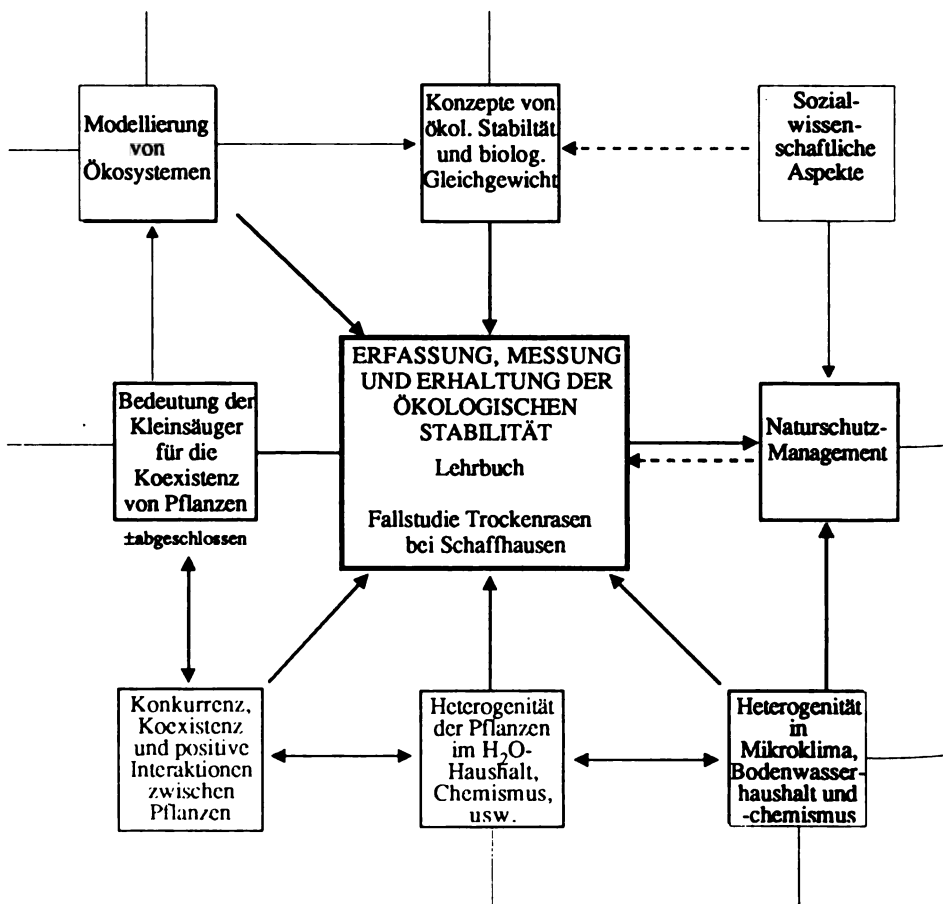 Modellierung
von
Ökosystemen
Konzepte von
ökol. Stabiltät
und biolog.
Gleichgewicht
Sozial-
wissen-
schaftliche
Aspekte
Bedeutung der
Kleinsäuger
für die
Koexistenz
von Pflanzen
±abgeschlossen
ERFASSUNG, MESSUNG
UND ERHALTUNG DER
ÖKOLOGISCHEN
STABILITÄT
Lehrbuch
Fallstudie Trockenrasen
bei Schaffhausen
Naturschutz-
Management
Konkurrenz,
Koexistenz
und positive
Interaktionen
zwischen
Pflanzen
Heterogenität
der Pflanzen
im H₂O-
Haushalt,
Chemismus,
usw.
Heterogenität
in
Mikroklima,
Bodenwasser-
haushalt und
-chemismus